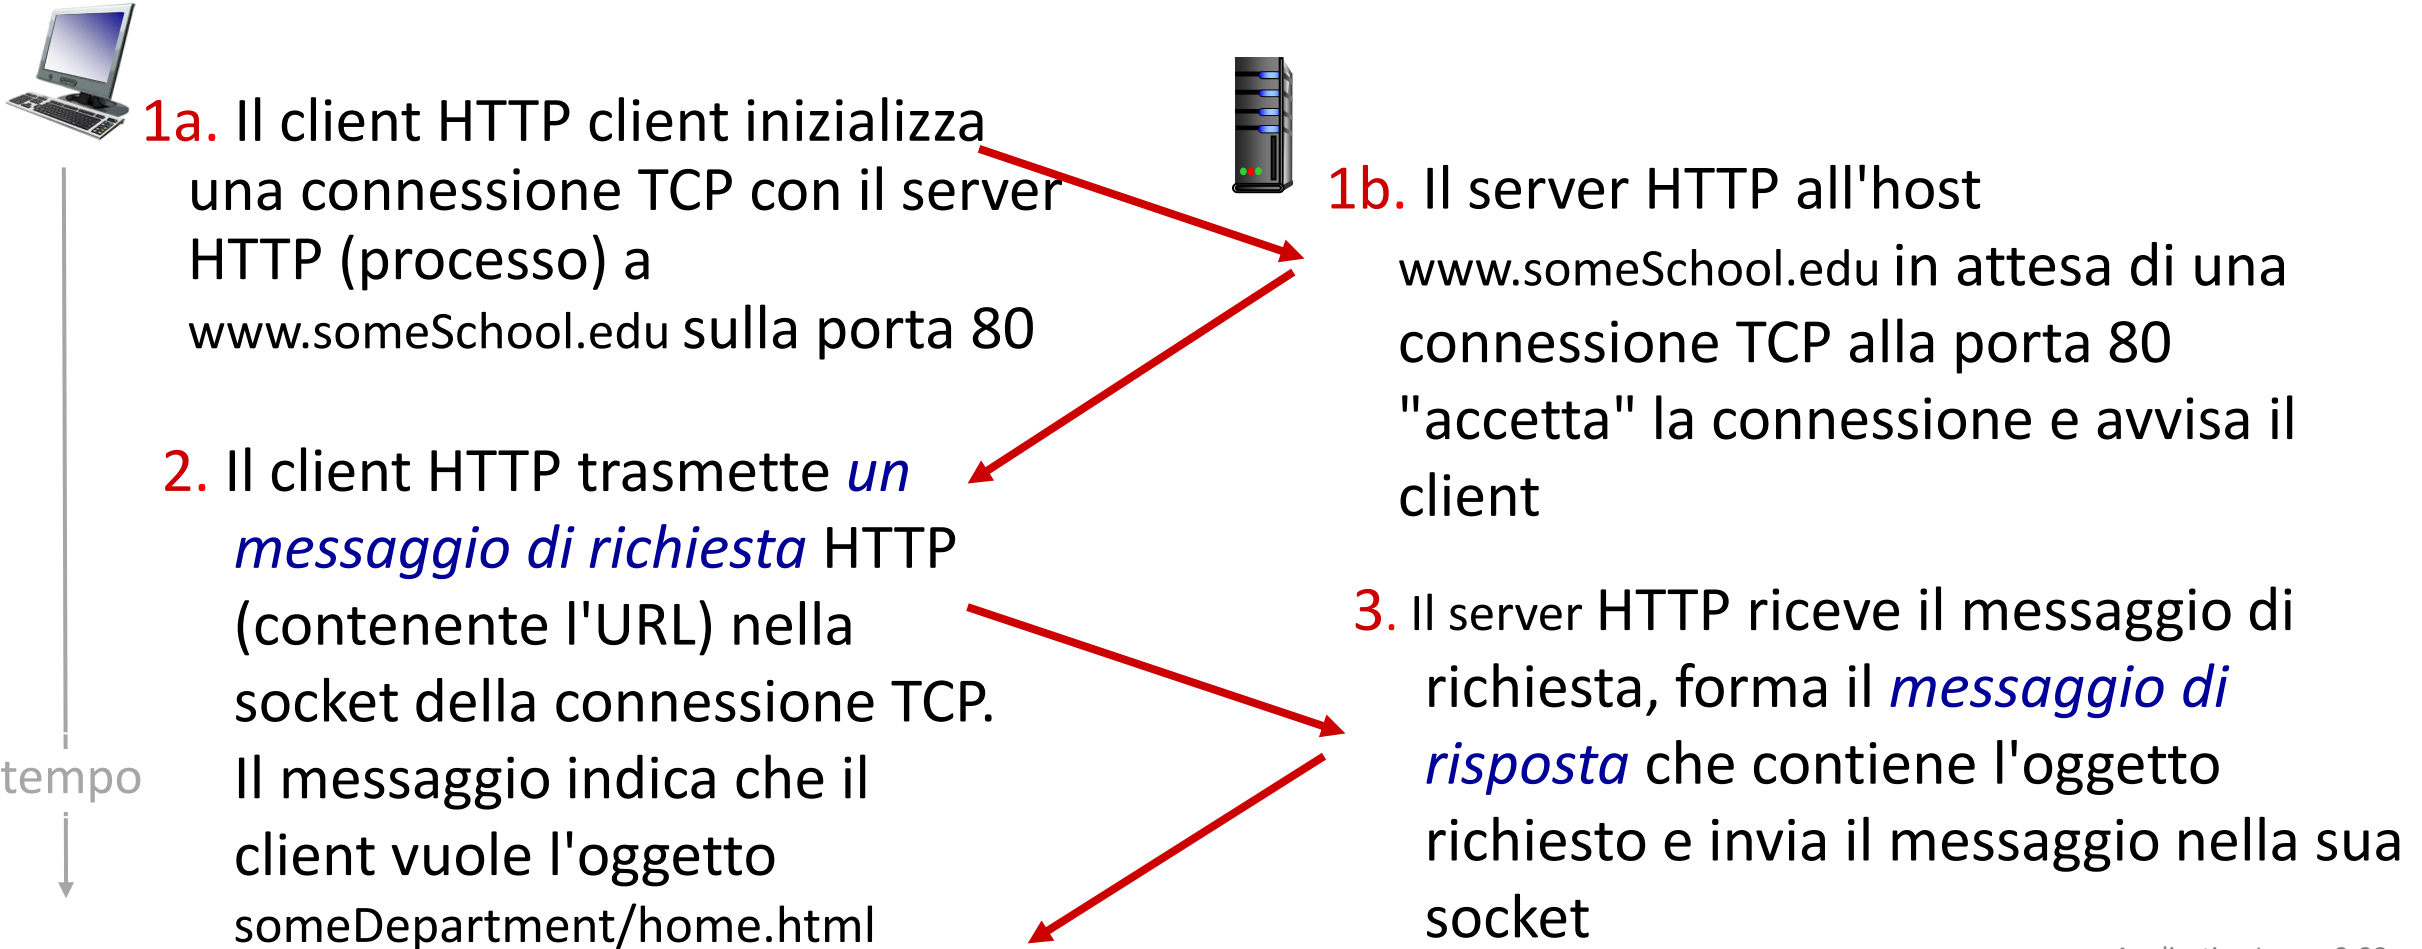 1a. Il client HTTP client inizializza
una connessione TCP con il server
HTTP (processo) a
www.someSchool.edu sulla porta 80
1b. Il server HTTP all'host
www.someSchool.edu in attesa di una
connessione TCP alla porta 80
"accetta" la connessione e avvisa il
client
2. Il client HTTP trasmette un
messaggio di richiesta HTTP
(contenente l'URL) nella
socket della connessione TCP.
Il messaggio indica che il
client vuole l'oggetto
someDepartment/home.html
3. Il server HTTP riceve il messaggio di
richiesta, forma il messaggio di
risposta che contiene l'oggetto
richiesto e invia il messaggio nella sua
socket
tempo